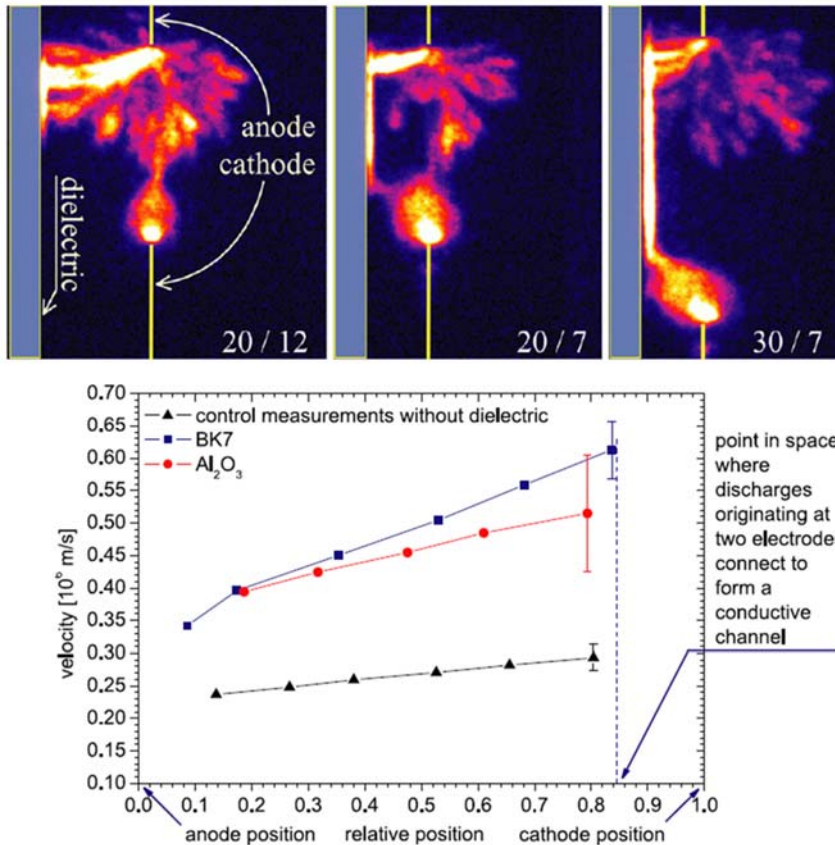 anode
cathode
dielectric
20 / 12
20 / 7
30 / 7
0.70
0.65
0.60
0.55
0.50
0.45
0.40
0.35
0.30
0.25
0.20
0.15
0.10
velocity [10⁶ m/s]
control measurements without dielectric
BK7
Al₂O₃
0.0 0.1 0.2 0.3 0.4 0.5 0.6 0.7 0.8 0.9 1.0
anode position relative position cathode position
point in space
where
discharges
originating at
two electrode
connect to
form a
conductive
channel